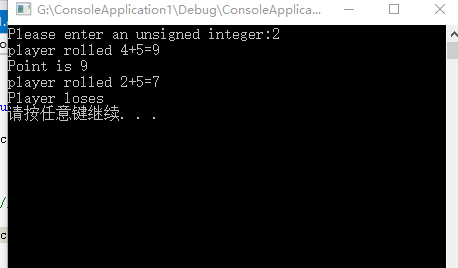 G:\ConsoleApplication1\Debug\ConsoleApplica...
Please enter an unsigned integer:2
player rolled 4+5=9
Point is 9
player rolled 2+5=7
Player loses
请按任意键继续. . .